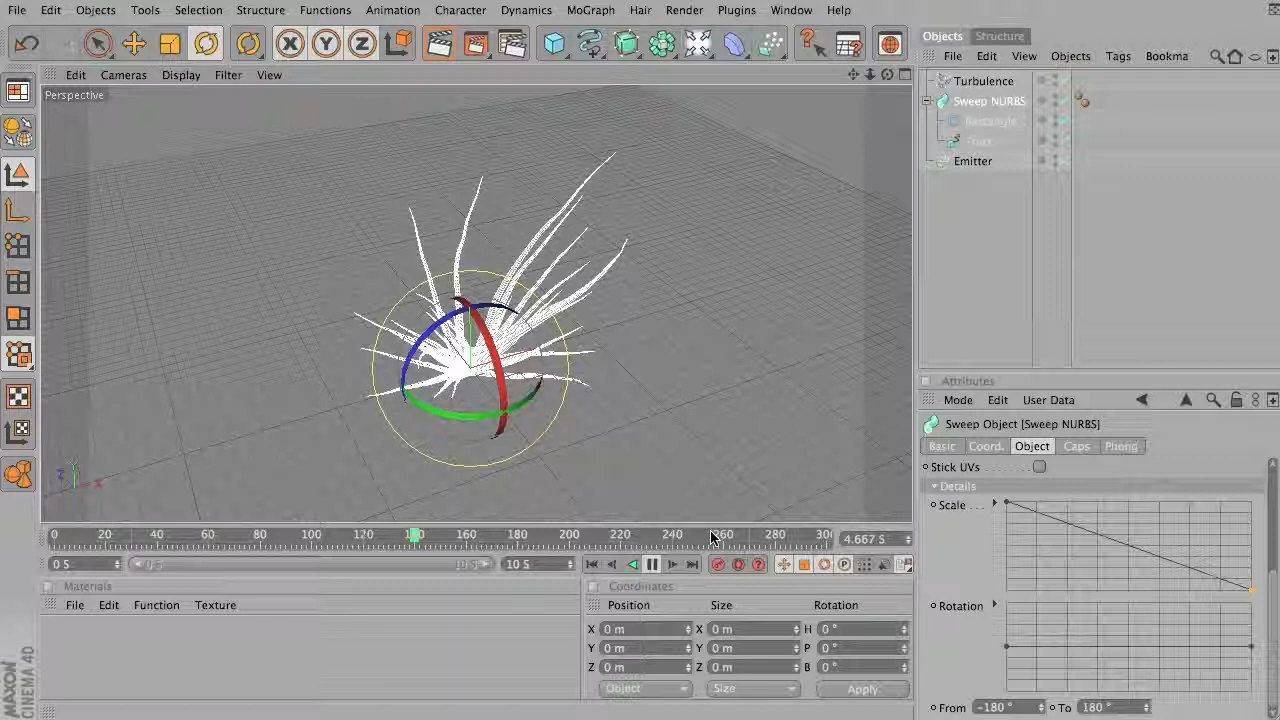 File Edit Objects Tools Selection Structure Functions Animation Character Dynamics MoGraph Hair Render Plugins Window Help
Objects Structure
File Edit View Objects Tags Bookma
Edit Cameras Display Filter View
Perspective
Turbulence
Sweep NURBS
Rectangle
Emitter
Attributes
Mode Edit User Data
Sweep Object [Sweep NURBS]
Basic Coord. Object Caps Phong
Stick UVs
Details
Scale
Rotation
From -180 ° To 180 °
X Y Z
Z Y X
0 20 40 60 80 100 120 160 180 200 220 240 260 280 300
4.667 S
0 S 10 S
Materials
File Edit Function Texture
Coordinates
Position Size Rotation
X 0 m X 0 m H 0 °
Y 0 m Y 0 m P 0 °
Z 0 m Z 0 m B 0 °
Object Size Apply
MAXON
CINEMA 4D